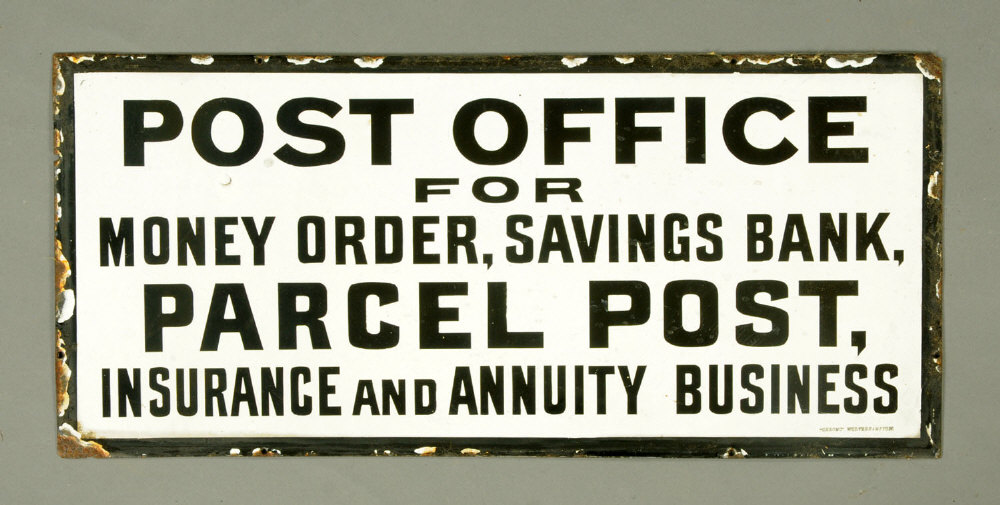 POST OFFICE
FOR
MONEY ORDER, SAVINGS BANK,
PARCEL POST,
INSURANCE AND ANNUITY BUSINESS